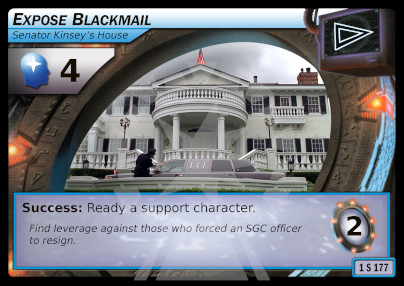 EXPOSE BLACKMAIL
Senator Kinsey's House
4
Success: Ready a support character.
Find leverage against those who forced an SGC officer
to resign.
2
1 S 177